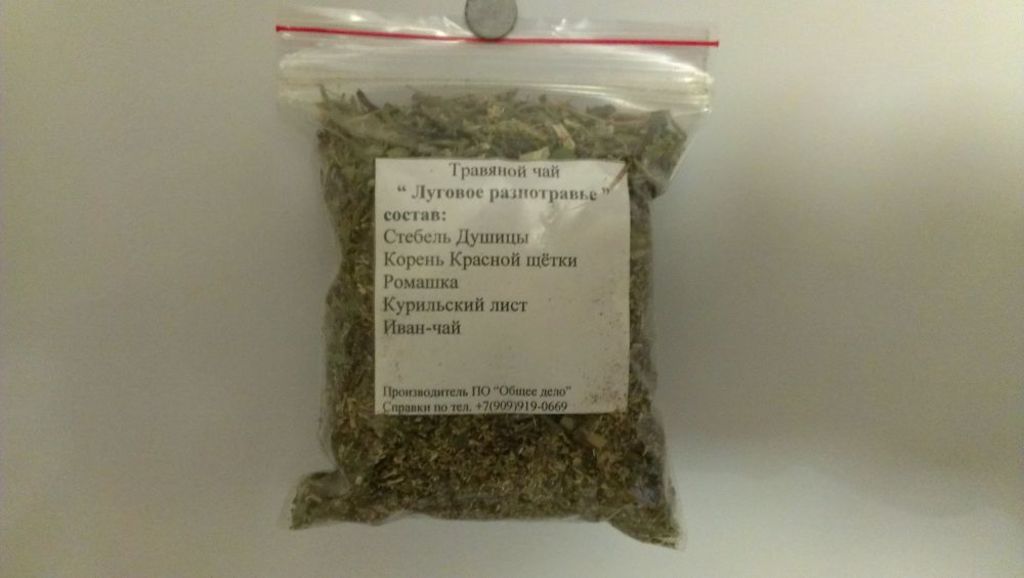 Травяной чай
“ Луговое разнотравье ”
состав:
Стебель Душицы
Корень Красной щётки
Ромашка
Курильский лист
Иван-чай
Производитель ПО “Общее дело”
Справки по тел. +7(909)919-0669